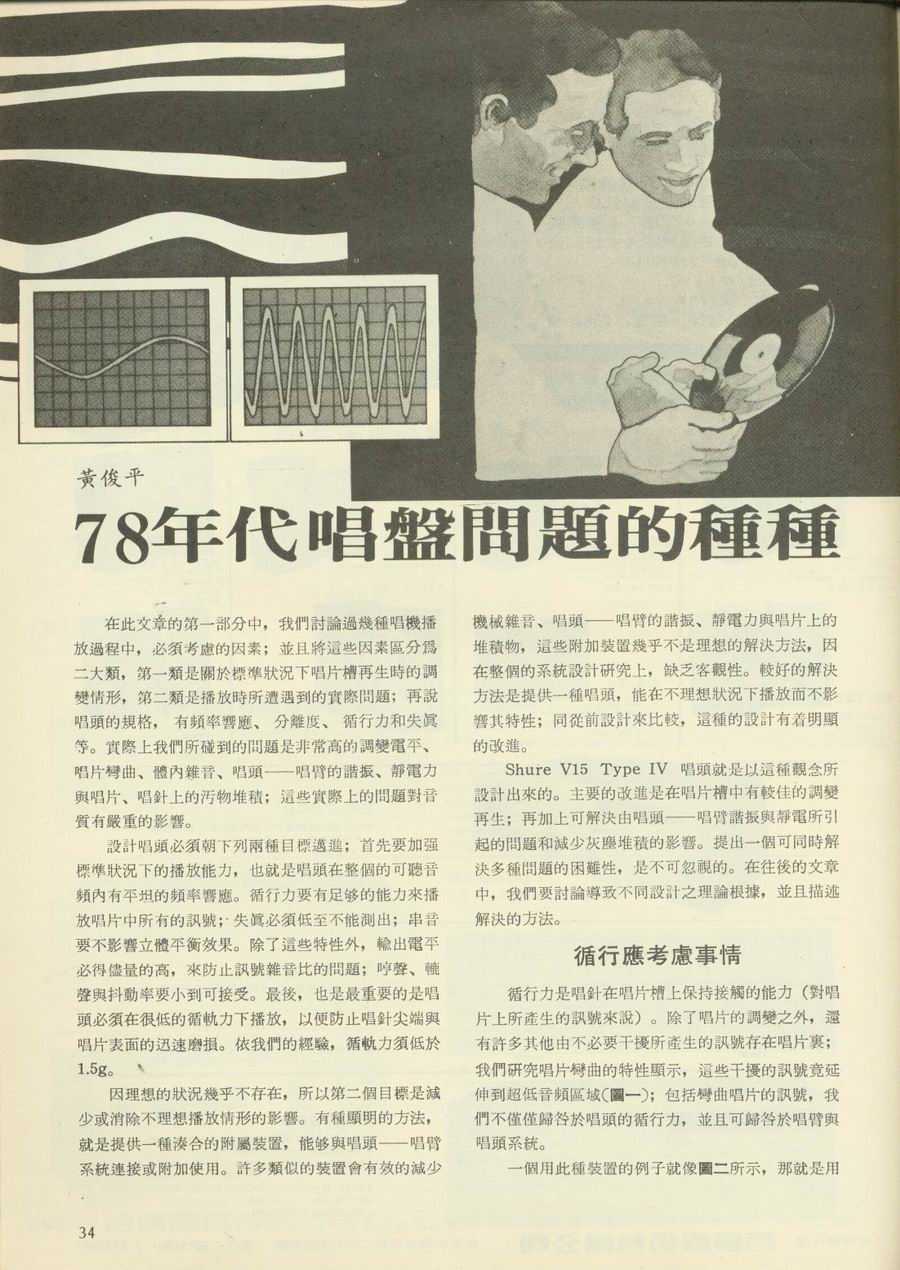 黃俊平
78年代唱盤問題的種種
在此文章的第一部分中，我們討論過幾種唱機播
放過程中，必須考慮的因素；並且將這些因素區分爲
二大類，第一類是關於標準狀況下唱片槽再生時的調
變情形，第二類是播放時所遭遇到的實際問題；再說
唱頭的規格，有頻率響應、分離度、循行力和失眞
等。實際上我們所碰到的問題是非常高的調變電平、
唱片彎曲、體內雜音、唱頭——唱臂的諧振、靜電力
與唱片、唱針上的汚物堆積；這些實際上的問題對音
質有嚴重的影響。
設計唱頭必須朝下列兩種目標邁進；首先要加强
標準狀況下的播放能力，也就是唱頭在整個的可聽音
頻內有平坦的頻率響應。循行力要有足够的能力來播
放唱片中所有的訊號；失眞必須低至不能測出；串音
要不影響立體平衡效果。除了這些特性外，輸出電平
必得儘量的高，來防止訊號雜音比的問題；哼聲、轆
聲與抖動率要小到可接受。最後，也是最重要的是唱
頭必須在很低的循軌力下播放，以便防止唱針尖端與
唱片表面的迅速磨損。依我們的經驗，循軌力須低於
1.5g。
因理想的狀況幾乎不存在，所以第二個目標是減
少或消除不理想播放情形的影響。有種顯明的方法，
就是提供一種湊合的附屬裝置，能够與唱頭——唱臂
系統連接或附加使用。許多類似的裝置會有效的減少
機械雜音、唱頭——唱臂的諧振、靜電力與唱片上的
堆積物，這些附加裝置幾乎不是理想的解決方法，因
在整個的系統設計研究上，缺乏客觀性。較好的解決
方法是提供一種唱頭，能在不理想狀況下播放而不影
響其特性；同從前設計來比較，這種的設計有着明顯
的改進。
Shure V15 Type IV 唱頭就是以這種觀念所
設計出來的。主要的改進是在唱片槽中有較佳的調變
再生；再加上可解決由唱頭——唱臂諧振與靜電所引
起的問題和減少灰塵堆積的影響。提出一個可同時解
決多種問題的困難性，是不可忽視的。在往後的文章
中，我們要討論導致不同設計之理論根據，並且描述
解決的方法。
循行應考慮事情
循行力是唱針在唱片槽上保持接觸的能力（對唱
片上所產生的訊號來說）。除了唱片的調變之外，還
有許多其他由不必要干擾所產生的訊號存在唱片裏；
我們研究唱片彎曲的特性顯示，這些干擾的訊號竟延
伸到超低音頻區域(圖一)；包括彎曲唱片的訊號，我
們不僅僅歸咎於唱頭的循行力，並且可歸咎於唱臂與
唱頭系統。
一個用此種裝置的例子就像圖二所示，那就是用
34